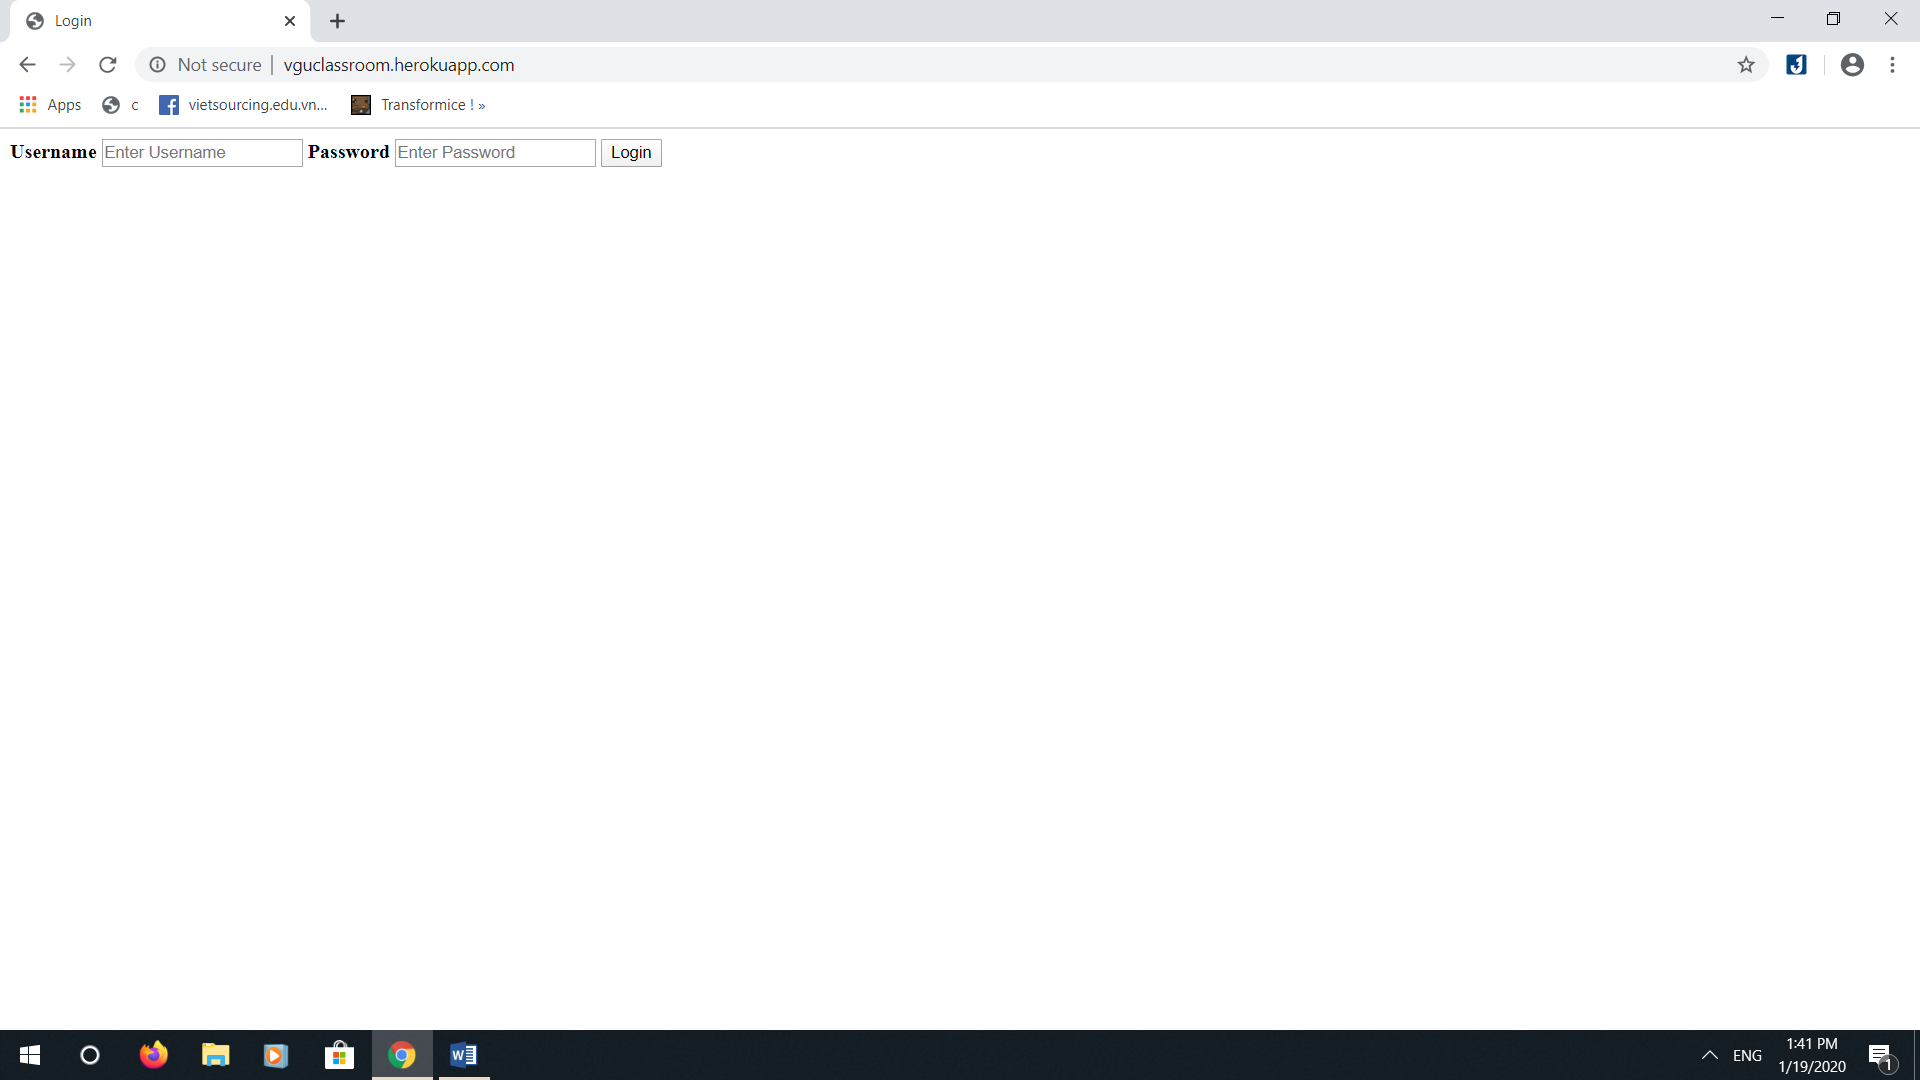 Login
Not secure vguclassroom.herokuapp.com
Apps c vietsourcing.edu.vn... Transformice ! »
Username Enter Username Password Enter Password Login
ENG 1:41 PM
1/19/2020 1